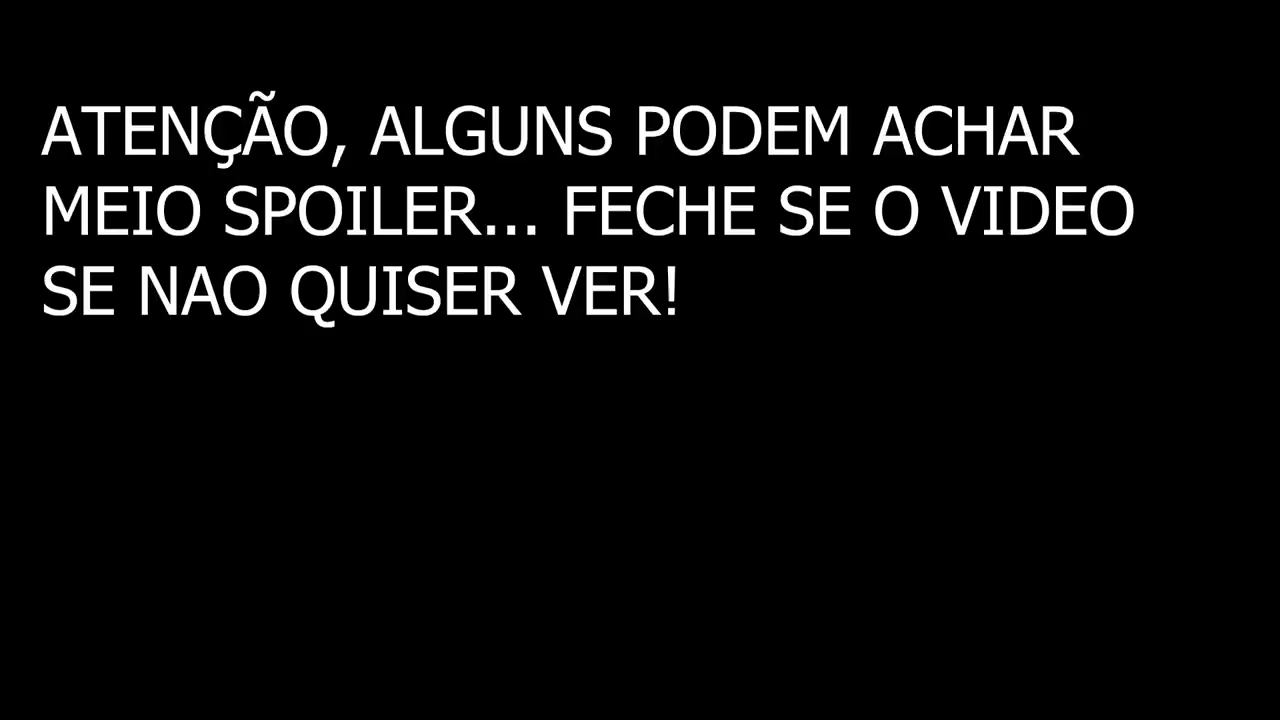 ATENÇÃO, ALGUNS PODEM ACHAR
MEIO SPOILER... FECHE SE O VIDEO
SE NAO QUISER VER!